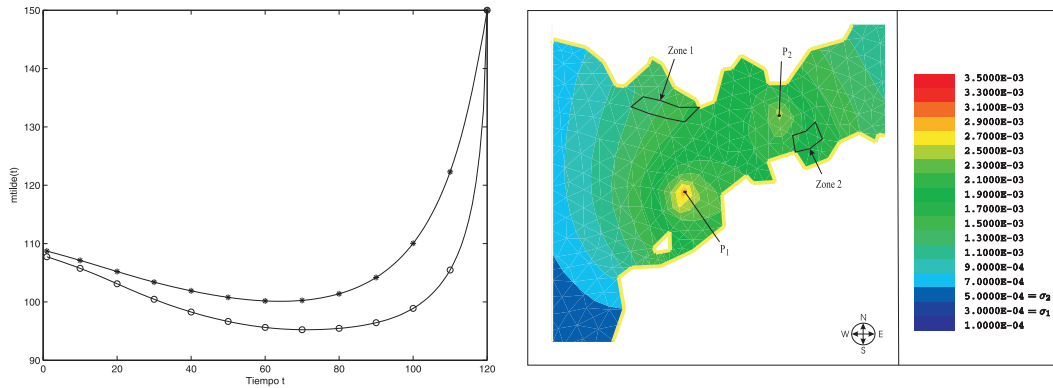 150
140
130
120
110
100
90
mtilde(t)
0
20
40
60
80
100
120
Tiempo t
Zone 1
P2
Zone 2
P1
N
W E
S
3.5000E-03
3.3000E-03
3.1000E-03
2.9000E-03
2.7000E-03
2.5000E-03
2.3000E-03
2.1000E-03
1.9000E-03
1.7000E-03
1.5000E-03
1.3000E-03
1.1000E-03
9.0000E-04
7.0000E-04
5.0000E-04 = σ2
3.0000E-04 = σ1
1.0000E-04